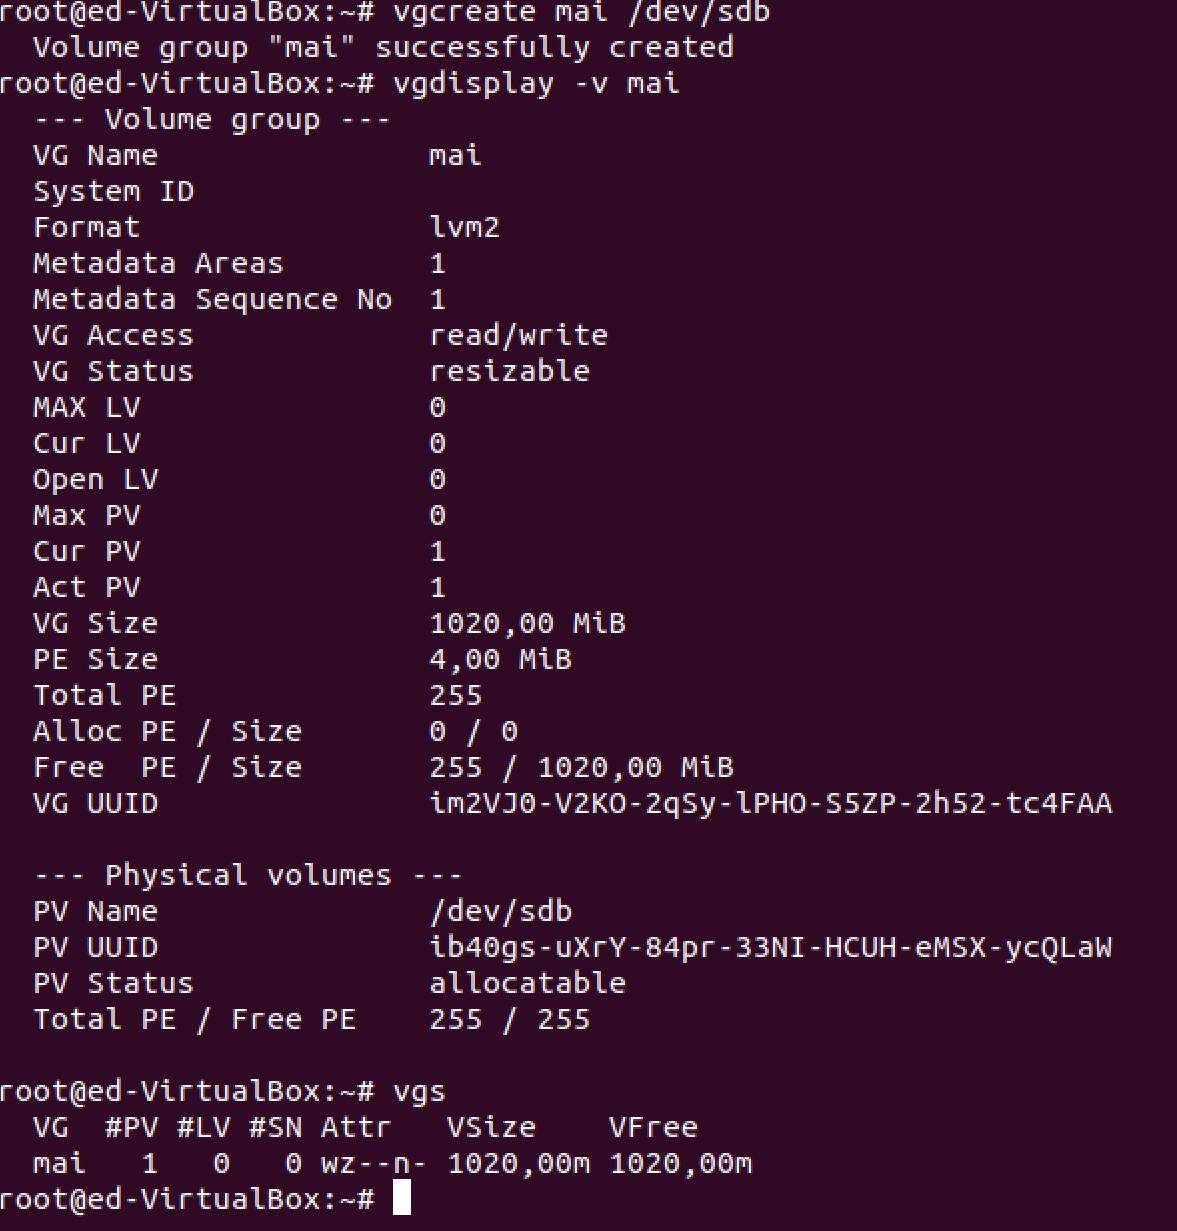 root@ed-VirtualBox:~# vgcreate mai /dev/sdb
  Volume group "mai" successfully created
root@ed-VirtualBox:~# vgdisplay -v mai
  --- Volume group ---
  VG Name               mai
  System ID
  Format                lvm2
  Metadata Areas        1
  Metadata Sequence No  1
  VG Access             read/write
  VG Status             resizable
  MAX LV                0
  Cur LV                0
  Open LV               0
  Max PV                0
  Cur PV                1
  Act PV                1
  VG Size               1020,00 MiB
  PE Size               4,00 MiB
  Total PE              255
  Alloc PE / Size       0 / 0
  Free  PE / Size       255 / 1020,00 MiB
  VG UUID               im2VJ0-V2KO-2qSy-lPHO-S5ZP-2h52-tc4FAA

  --- Physical volumes ---
  PV Name               /dev/sdb
  PV UUID               ib40gs-uXrY-84pr-33NI-HCUH-eMSX-ycQLaW
  PV Status             allocatable
  Total PE / Free PE    255 / 255

root@ed-VirtualBox:~# vgs
  VG  #PV #LV #SN Attr   VSize    VFree
  mai   1   0   0 wz--n- 1020,00m 1020,00m
root@ed-VirtualBox:~#